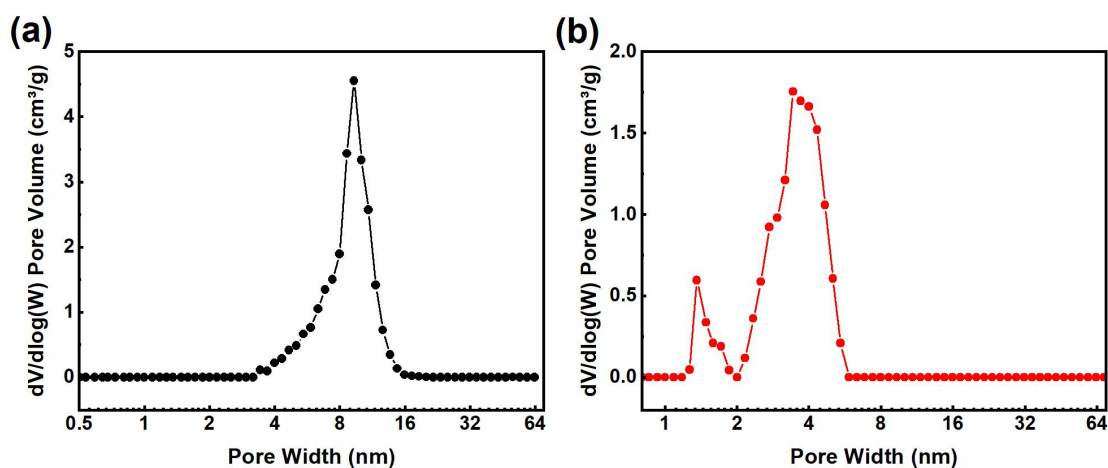 (a)
dV/dlog(W) Pore Volume (cm³/g)
5
4
3
2
1
0
0.5 1 2 4 8 16 32 64
Pore Width (nm)
(b)
dV/dlog(W) Pore Volume (cm³/g)
2.0
1.5
1.0
0.5
0.0
1 2 4 8 16 32 64
Pore Width (nm)